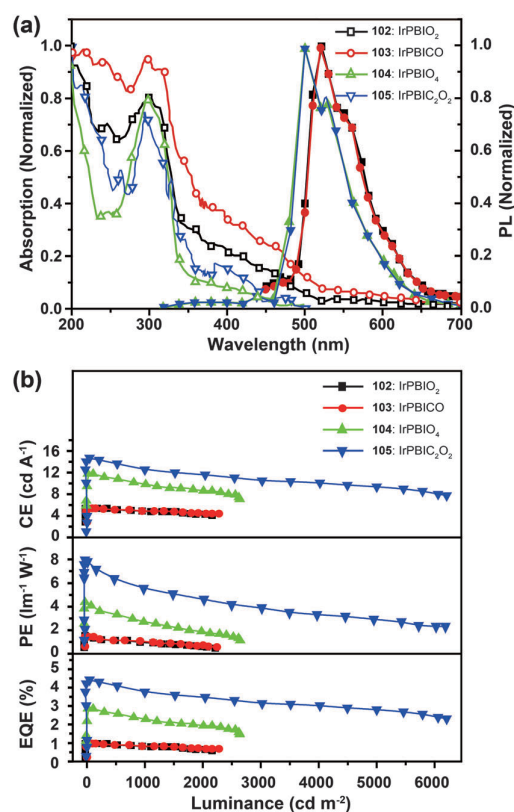 (a)
102: IrPBIO₂
103: IrPBICO
104: IrPBIO₄
105: IrPBIC₂O₂
Absorption (Normalized)
1.0
0.8
0.6
0.4
0.2
0.0
PL (Normalized)
1.0
0.8
0.6
0.4
0.2
0.0
200 300 400 500 600 700
Wavelength (nm)
(b)
102: IrPBIO₂
103: IrPBICO
104: IrPBIO₄
105: IrPBIC₂O₂
CE (cd A⁻¹)
16
12
8
4
0
PE (lm⁻¹ W⁻¹)
8
6
4
2
0
EQE (%)
5
4
3
2
1
0
0 1000 2000 3000 4000 5000 6000
Luminance (cd m⁻²)